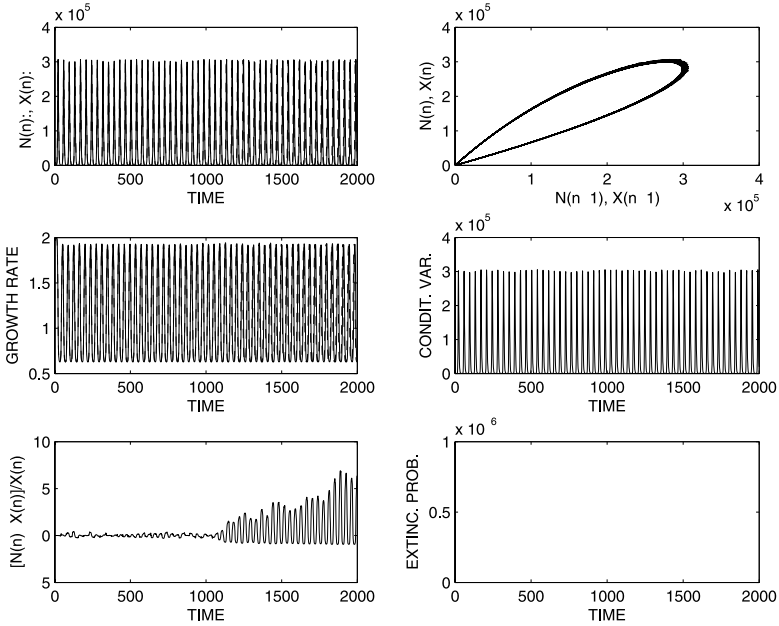 x 10^5
4
3
2
1
0
N(n):, X(n):
0 500 1000 1500 2000
TIME
x 10^5
4
3
2
1
0
N(n), X(n)
0 1 2 3 4
N(n 1), X(n 1)
x 10^5
2
1.5
1
0.5
GROWTH RATE
0 500 1000 1500 2000
TIME
x 10^5
4
3
2
1
0
CONDIT. VAR.
0 500 1000 1500 2000
TIME
10
5
0
5
[N(n) X(n)]/X(n)
0 500 1000 1500 2000
TIME
x 10^6
1
0.5
0
EXTINC. PROB.
0 500 1000 1500 2000
TIME